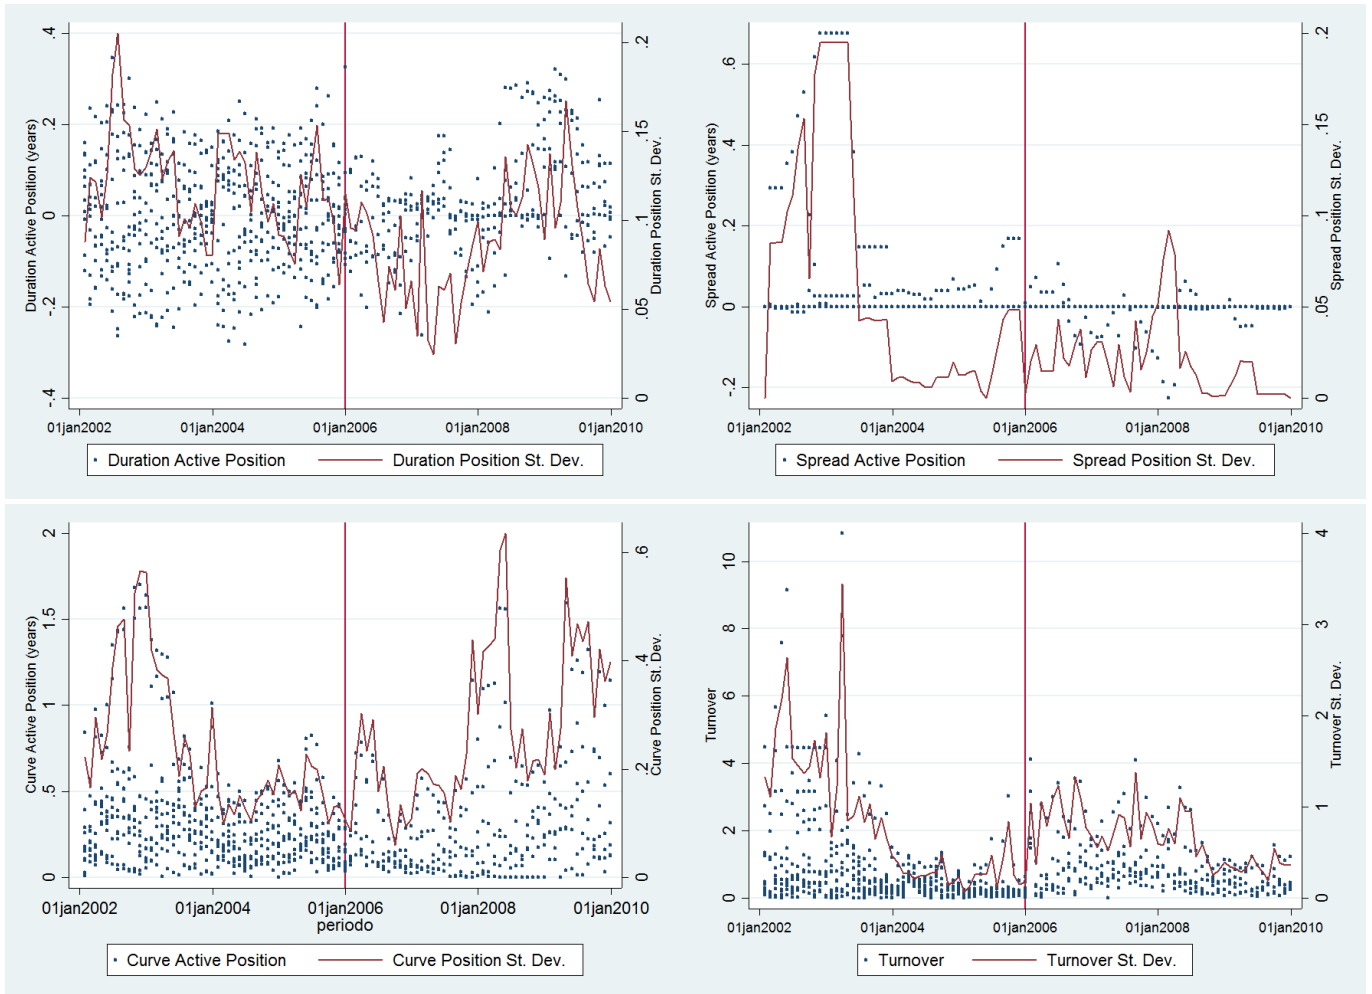 Duration Active Position (years)
-.4
-.2
0
.2
.4
0
.05
.1
.15
.2
Duration Position St. Dev.
01jan2002 01jan2004 01jan2006 01jan2008 01jan2010
Duration Active Position Duration Position St. Dev.
Spread Active Position (years)
-.2
0
.2
.4
.6
0
.05
.1
.15
.2
Spread Position St. Dev.
01jan2002 01jan2004 01jan2006 01jan2008 01jan2010
Spread Active Position Spread Position St. Dev.
Curve Active Position (years)
0
.5
1
1.5
2
0
.2
.4
.6
Curve Position St. Dev.
01jan2002 01jan2004 01jan2006 01jan2008 01jan2010
periodo
Curve Active Position Curve Position St. Dev.
Turnover
0
2
4
6
8
10
0
1
2
3
4
Turnover St. Dev.
01jan2002 01jan2004 01jan2006 01jan2008 01jan2010
Turnover Turnover St. Dev.